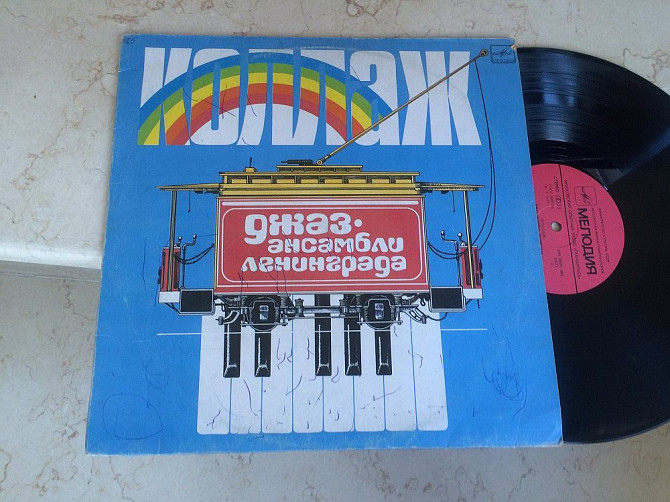 коллаж
джаз·
ансамбли
ленинграда
МЕЛОДИЯ